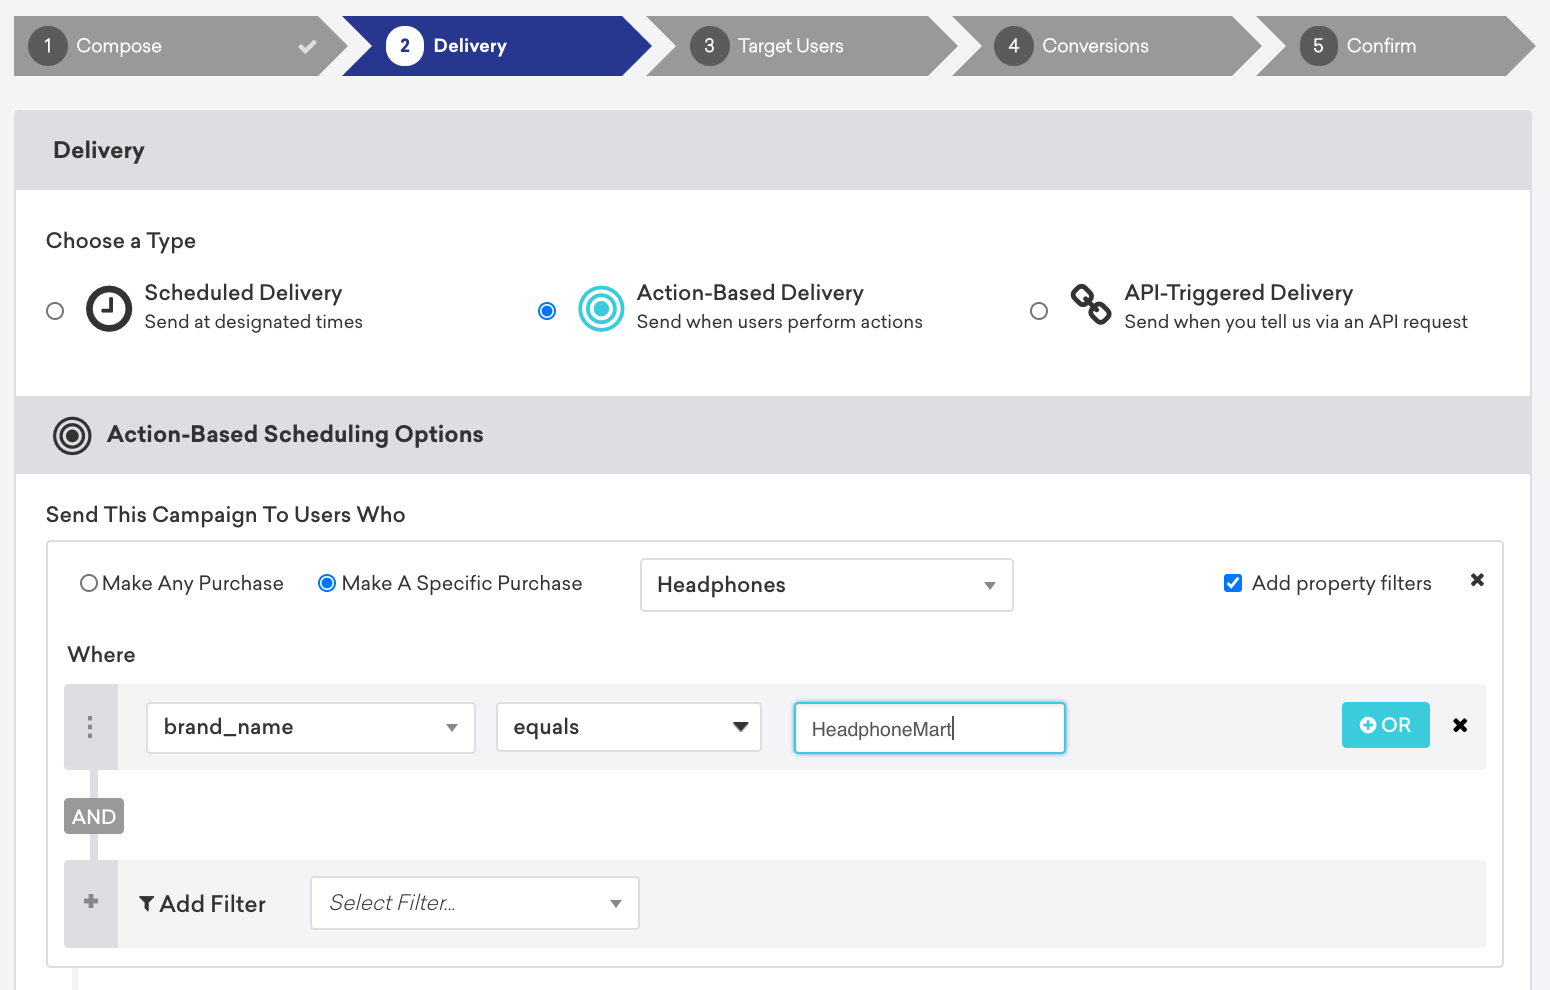 1 Compose 2 Delivery 3 Target Users 4 Conversions 5 Confirm
Delivery
Choose a Type
Scheduled Delivery
Send at designated times
Action-Based Delivery
Send when users perform actions
API-Triggered Delivery
Send when you tell us via an API request
Action-Based Scheduling Options
Send This Campaign To Users Who
Make Any Purchase Make A Specific Purchase Headphones Add property filters
Where
brand_name equals HeadphoneMart OR
AND
Add Filter Select Filter...